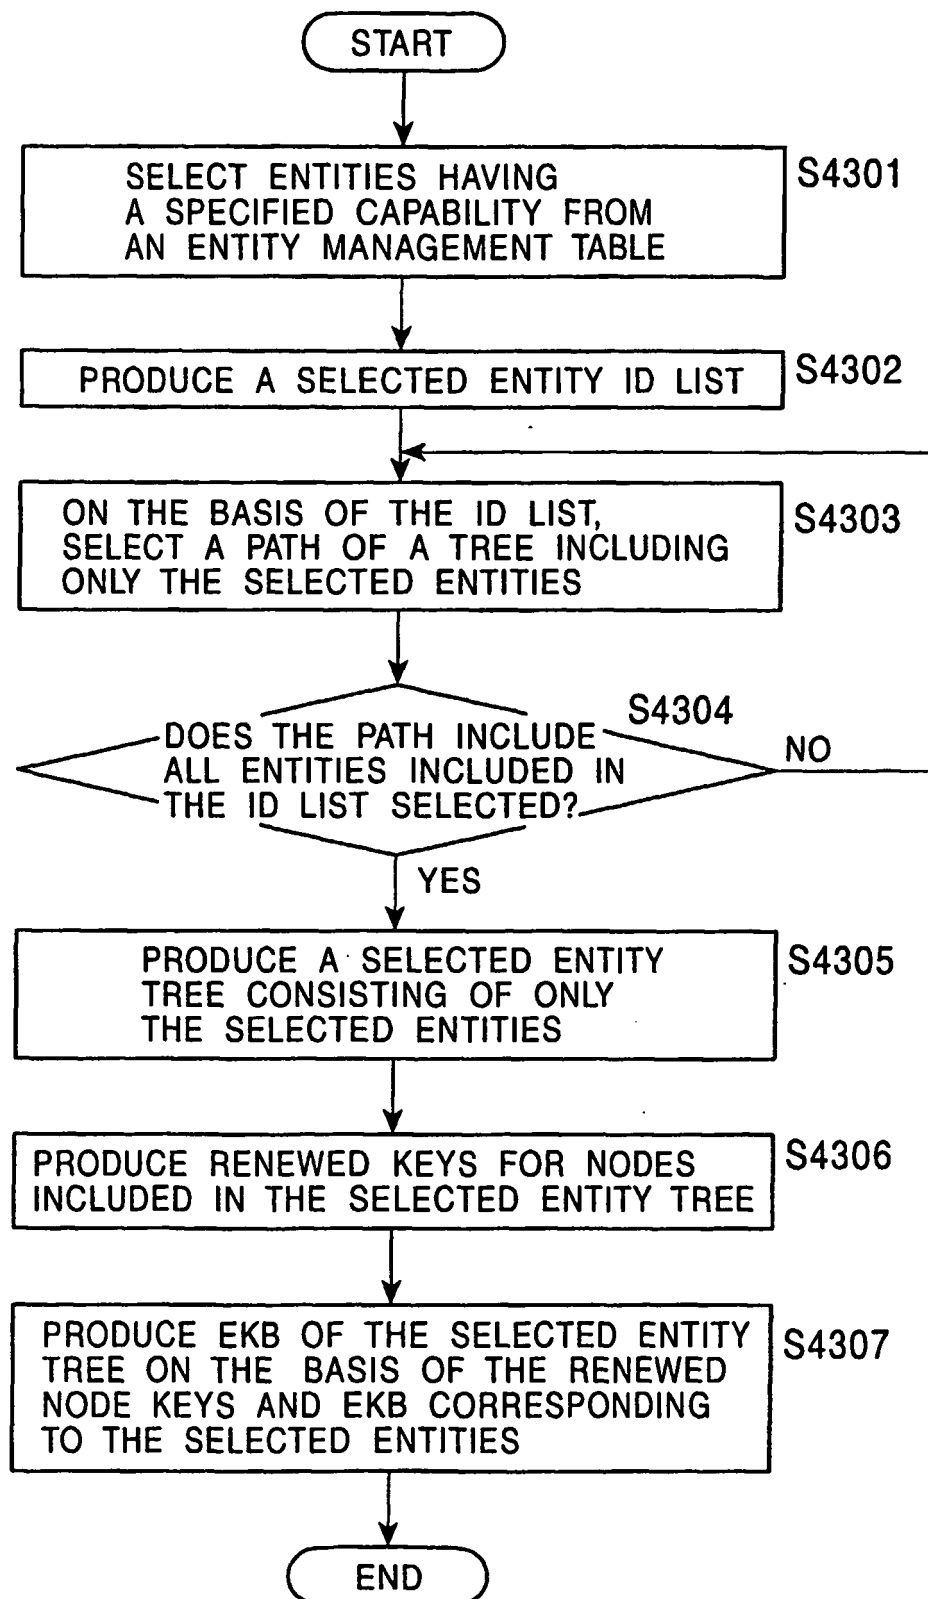 START
SELECT ENTITIES HAVING
A SPECIFIED CAPABILITY FROM
AN ENTITY MANAGEMENT TABLE
S4301
PRODUCE A SELECTED ENTITY ID LIST
S4302
ON THE BASIS OF THE ID LIST,
SELECT A PATH OF A TREE INCLUDING
ONLY THE SELECTED ENTITIES
S4303
S4304
DOES THE PATH INCLUDE
ALL ENTITIES INCLUDED IN
THE ID LIST SELECTED?
NO
YES
PRODUCE A SELECTED ENTITY
TREE CONSISTING OF ONLY
THE SELECTED ENTITIES
S4305
PRODUCE RENEWED KEYS FOR NODES
INCLUDED IN THE SELECTED ENTITY TREE
S4306
PRODUCE EKB OF THE SELECTED ENTITY
TREE ON THE BASIS OF THE RENEWED
NODE KEYS AND EKB CORRESPONDING
TO THE SELECTED ENTITIES
S4307
END